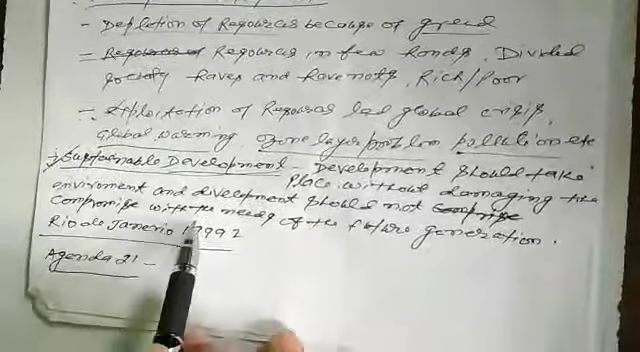 - Depletion of Resources because of greed
= Resources in few hands. Divided
society haves and have nots, Rich/Poor
- Exploitation of Resources led global crisis,
Global warming ozone layer problem pollution etc
Sustainable Development - Development should take
place without damaging the
environment and development should not
compromise with the needs of the future generation.
Rio de Janerio 1992
Agenda 21 -